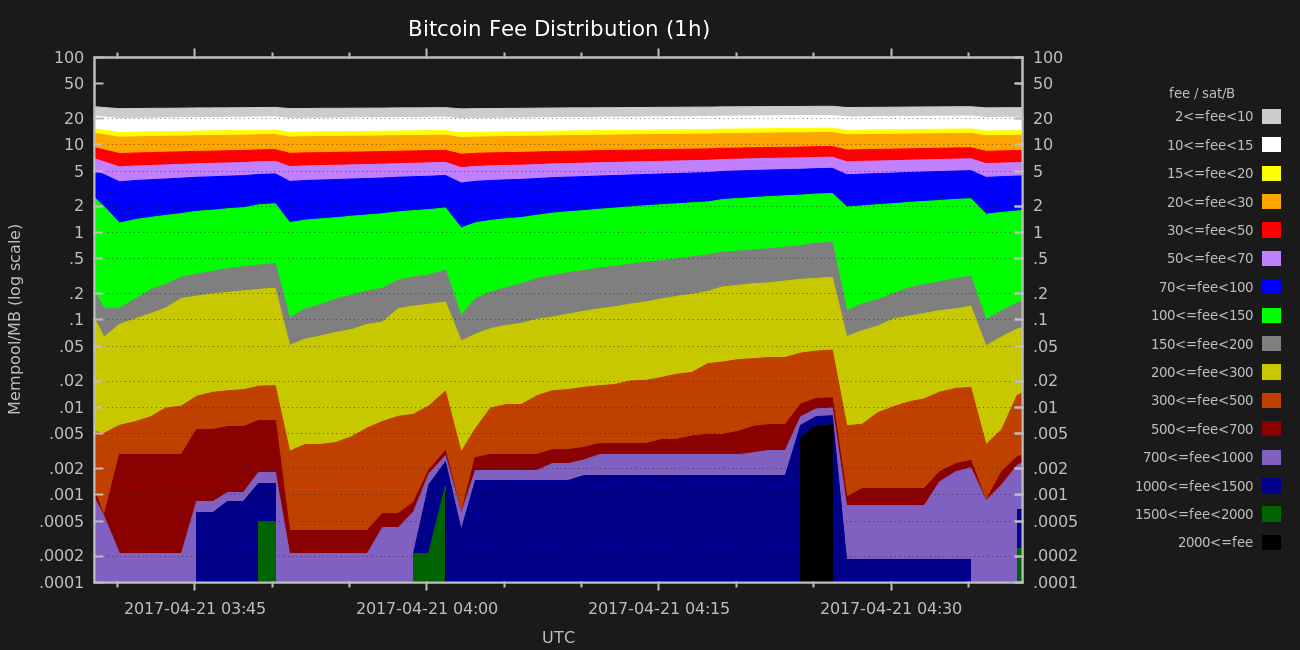 Bitcoin Fee Distribution (1h)
Mempool/MB (log scale)
100
50
20
10
5
2
1
.5
.2
.1
.05
.02
.01
.005
.002
.001
.0005
.0002
.0001
100
50
20
10
5
2
1
.5
.2
.1
.05
.02
.01
.005
.002
.001
.0005
.0002
.0001
fee / sat/B
2<=fee<10
10<=fee<15
15<=fee<20
20<=fee<30
30<=fee<50
50<=fee<70
70<=fee<100
100<=fee<150
150<=fee<200
200<=fee<300
300<=fee<500
500<=fee<700
700<=fee<1000
1000<=fee<1500
1500<=fee<2000
2000<=fee
2017-04-21 03:45 2017-04-21 04:00 2017-04-21 04:15 2017-04-21 04:30
UTC